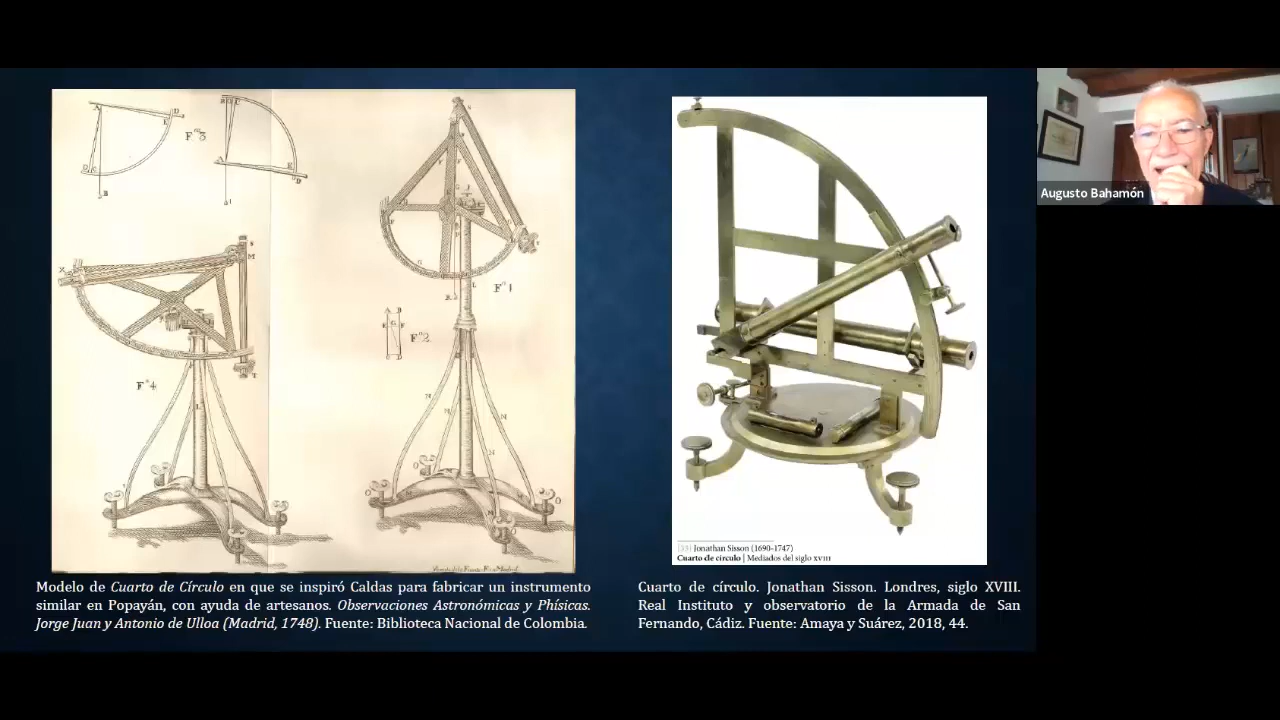 F.ª 3
F.ª 1
F.ª 2
F.ª 4
Modelo de Cuarto de Círculo en que se inspiró Caldas para fabricar un instrumento
similar en Popayán, con ayuda de artesanos. Observaciones Astronómicas y Phísicas.
Jorge Juan y Antonio de Ulloa (Madrid, 1748). Fuente: Biblioteca Nacional de Colombia.
Jonathan Sisson (1690-1747)
Cuarto de círculo | Mediados del siglo XVIII
Cuarto de círculo. Jonathan Sisson. Londres, siglo XVIII.
Real Instituto y observatorio de la Armada de San
Fernando, Cádiz. Fuente: Amaya y Suárez, 2018, 44.
Augusto Bahamón